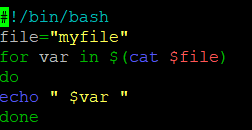 #!/bin/bash
file="myfile"
for var in $(cat $file)
do
echo " $var "
done